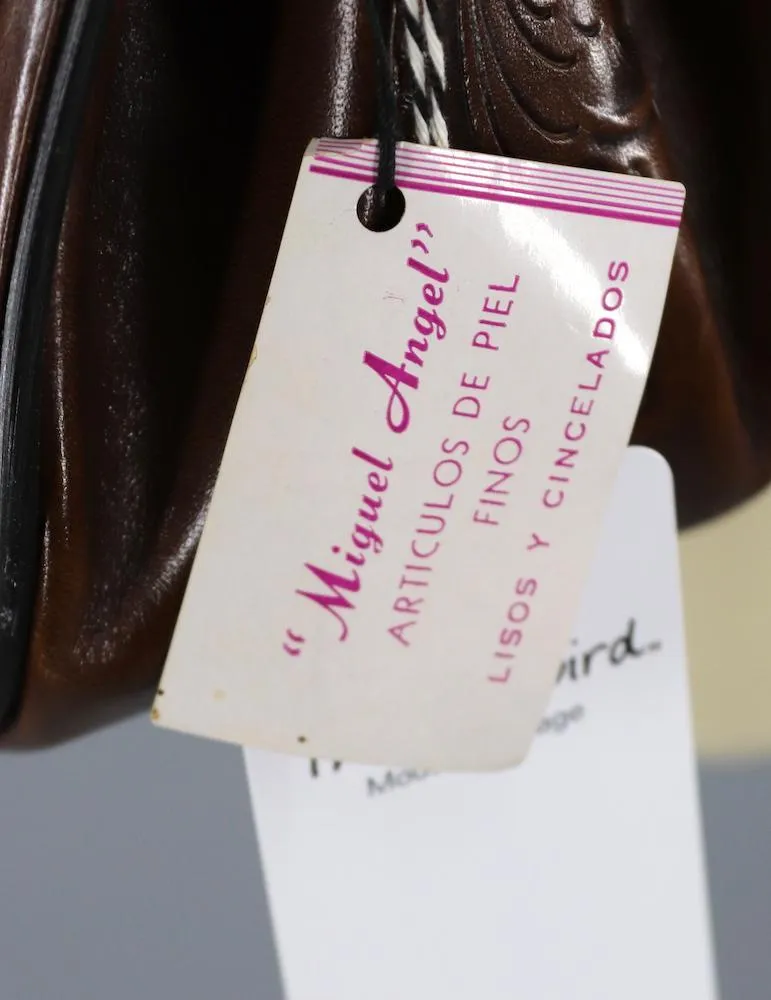 “Miguel Angel”
ARTICULOS DE PIEL
FINOS
LISOS Y CINCELADOS